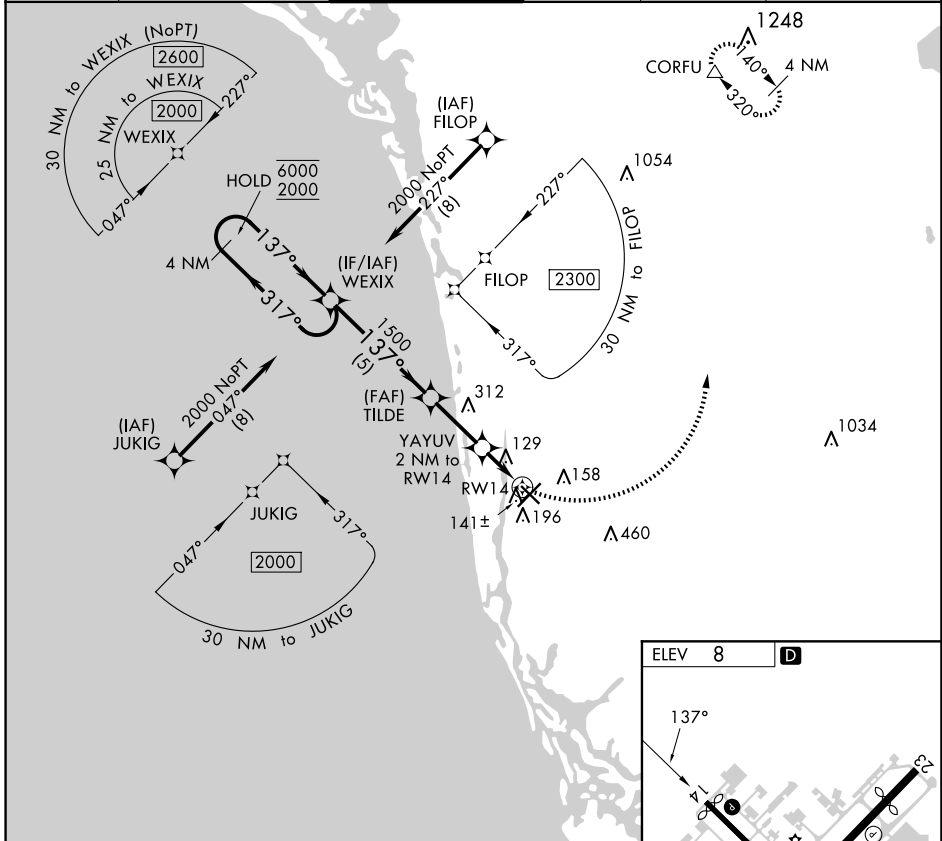 30 NM to WEXIX (NoPT)
2600
25 NM to WEXIX
2000
227°
WEXIX
047°
1248
CORFU
140°
4 NM
320°
(IAF)
FILOP
2000 NoPT
227°
(8)
1054
HOLD 6000
2000
137°
4 NM
317°
(IF/IAF)
WEXIX
227°
FILOP
2300
30 NM to FILOP
317°
1500
137°
(5)
2000 NoPT
047°
(8)
(IAF)
JUKIG
(FAF)
TILDE
312
YAYUV
2 NM to
RW14
129
1034
RW14
158
141±
196
460
JUKIG
047°
317°
2000
30 NM to JUKIG
ELEV 8 D
137°
14
23
P
P